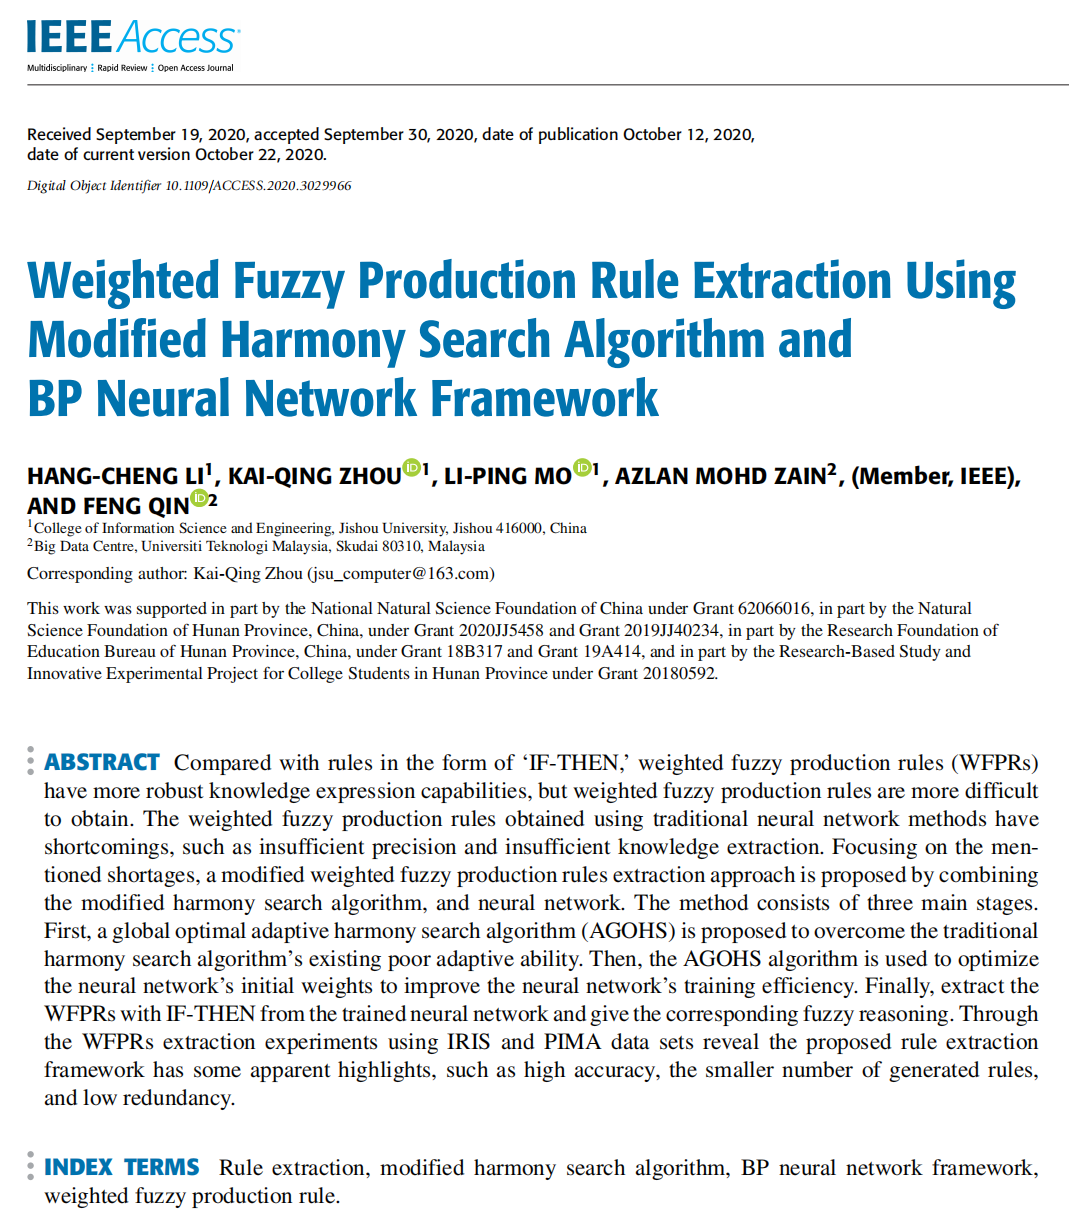 IEEE Access
Multidisciplinary ⋮ Rapid Review ⋮ Open Access Journal
Received September 19, 2020, accepted September 30, 2020, date of publication October 12, 2020,
date of current version October 22, 2020.
Digital Object Identifier 10.1109/ACCESS.2020.3029966
Weighted Fuzzy Production Rule Extraction Using
Modified Harmony Search Algorithm and
BP Neural Network Framework
HANG-CHENG LI1, KAI-QING ZHOU iD 1, LI-PING MO iD 1, AZLAN MOHD ZAIN2, (Member, IEEE),
AND FENG QIN iD 2
1College of Information Science and Engineering, Jishou University, Jishou 416000, China
2Big Data Centre, Universiti Teknologi Malaysia, Skudai 80310, Malaysia
Corresponding author: Kai-Qing Zhou (jsu_computer@163.com)
This work was supported in part by the National Natural Science Foundation of China under Grant 62066016, in part by the Natural
Science Foundation of Hunan Province, China, under Grant 2020JJ5458 and Grant 2019JJ40234, in part by the Research Foundation of
Education Bureau of Hunan Province, China, under Grant 18B317 and Grant 19A414, and in part by the Research-Based Study and
Innovative Experimental Project for College Students in Hunan Province under Grant 20180592.
ABSTRACT Compared with rules in the form of ‘IF-THEN,’ weighted fuzzy production rules (WFPRs)
have more robust knowledge expression capabilities, but weighted fuzzy production rules are more difficult
to obtain. The weighted fuzzy production rules obtained using traditional neural network methods have
shortcomings, such as insufficient precision and insufficient knowledge extraction. Focusing on the men-
tioned shortages, a modified weighted fuzzy production rules extraction approach is proposed by combining
the modified harmony search algorithm, and neural network. The method consists of three main stages.
First, a global optimal adaptive harmony search algorithm (AGOHS) is proposed to overcome the traditional
harmony search algorithm’s existing poor adaptive ability. Then, the AGOHS algorithm is used to optimize
the neural network’s initial weights to improve the neural network’s training efficiency. Finally, extract the
WFPRs with IF-THEN from the trained neural network and give the corresponding fuzzy reasoning. Through
the WFPRs extraction experiments using IRIS and PIMA data sets reveal the proposed rule extraction
framework has some apparent highlights, such as high accuracy, the smaller number of generated rules,
and low redundancy.
INDEX TERMS Rule extraction, modified harmony search algorithm, BP neural network framework,
weighted fuzzy production rule.